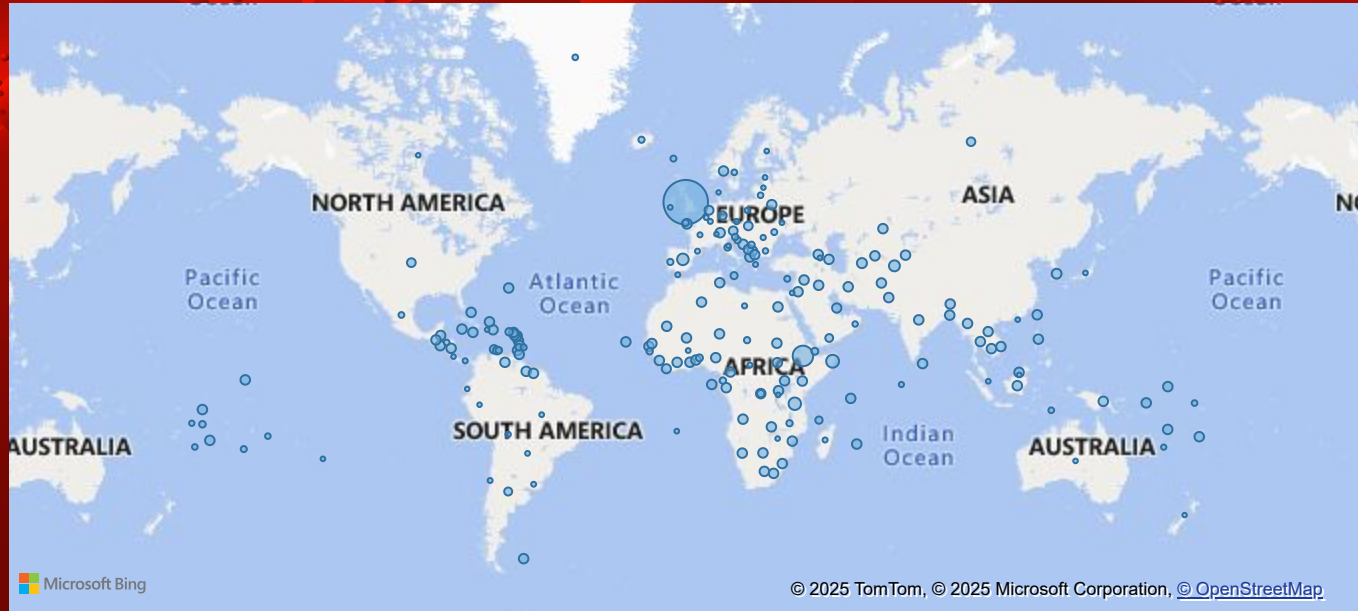 NORTH AMERICA
EUROPE
ASIA
Pacific
Ocean
Atlantic
Ocean
Pacific
Ocean
AFRICA
SOUTH AMERICA
AUSTRALIA
Indian
Ocean
AUSTRALIA
Microsoft Bing
© 2025 TomTom, © 2025 Microsoft Corporation, © OpenStreetMap